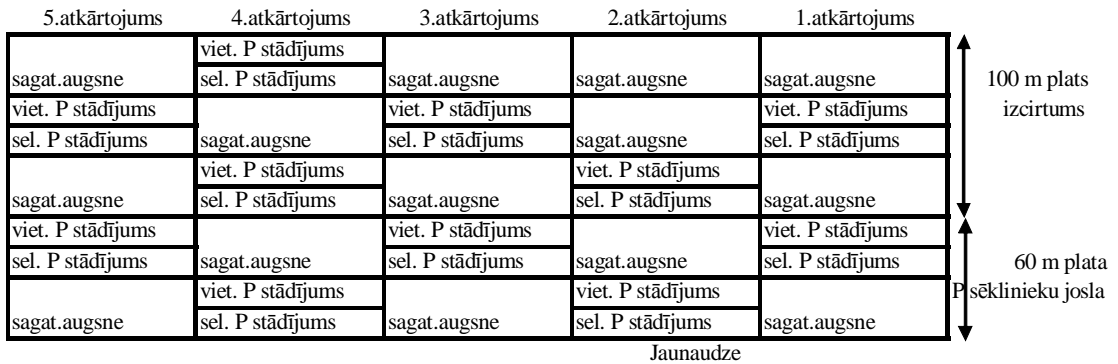 5.atkārtojums 4.atkārtojums 3.atkārtojums 2.atkārtojums 1.atkārtojums
viet. P stādījums
sagat.augsne sel. P stādījums sagat.augsne sagat.augsne sagat.augsne 100 m plats
viet. P stādījums viet. P stādījums viet. P stādījums izcirtums
sel. P stādījums sagat.augsne sel. P stādījums sagat.augsne sel. P stādījums
viet. P stādījums viet. P stādījums
sagat.augsne sel. P stādījums sagat.augsne sel. P stādījums sagat.augsne
viet. P stādījums viet. P stādījums viet. P stādījums
sel. P stādījums sagat.augsne sel. P stādījums sagat.augsne sel. P stādījums 60 m plata
viet. P stādījums viet. P stādījums P sēklinieku josla
sagat.augsne sel. P stādījums sagat.augsne sel. P stādījums sagat.augsne
Jaunaudze